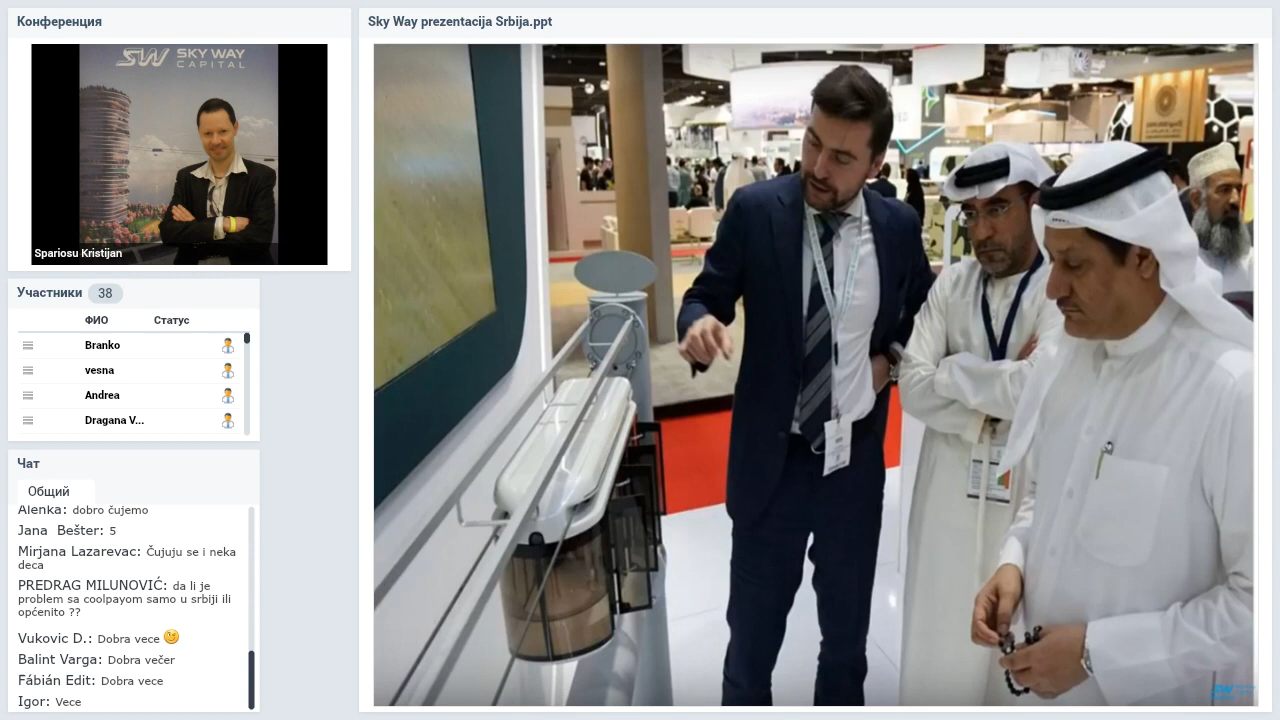 Конференция
SKY WAY
CAPITAL
Spariosu Kristijan
Участники 38
ФИО Статус
Branko
vesna
Andrea
Dragana V...
Чат
Общий
Alenka: dobro čujemo
Jana Bešter: 5
Mirjana Lazarevac: Čujuju se i neka
deca
PREDRAG MILUNOVIĆ: da li je
problem sa coolpayom samo u srbiji ili
općenito ??
Vukovic D.: Dobra vece
Balint Varga: Dobra večer
Fábián Edit: Dobra vece
Igor: Vece
Sky Way prezentacija Srbija.ppt